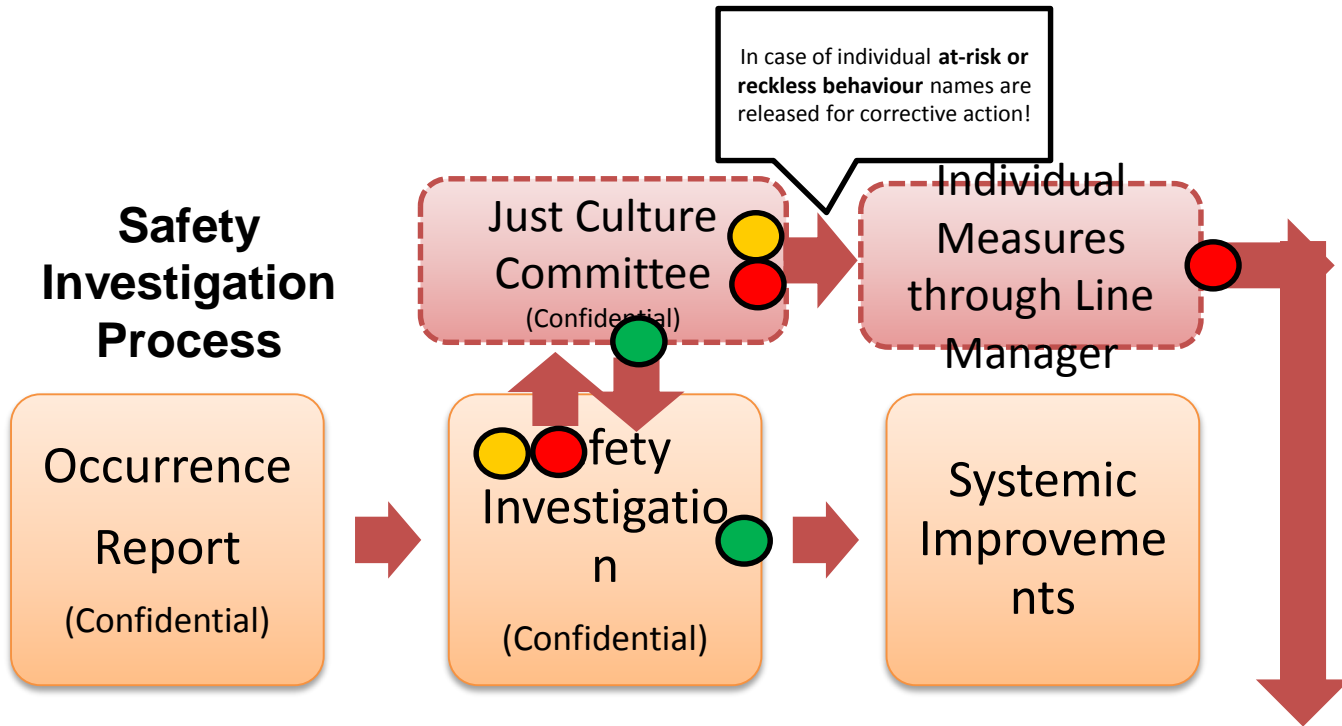 In case of individual at-risk or
reckless behaviour names are
released for corrective action!
Safety
Investigation
Process
Just Culture
Committee
(Confidential)
Individual
Measures
through Line
Manager
Occurrence
Report
(Confidential)
fety
Investigatio
n
(Confidential)
Systemic
Improveme
nts